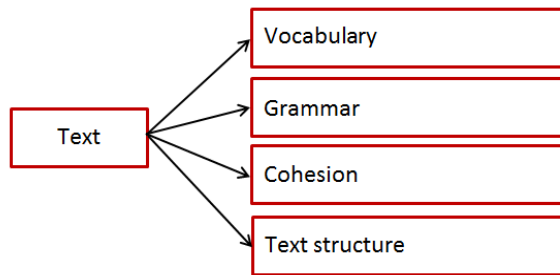 Vocabulary
Grammar
Text
Cohesion
Text structure